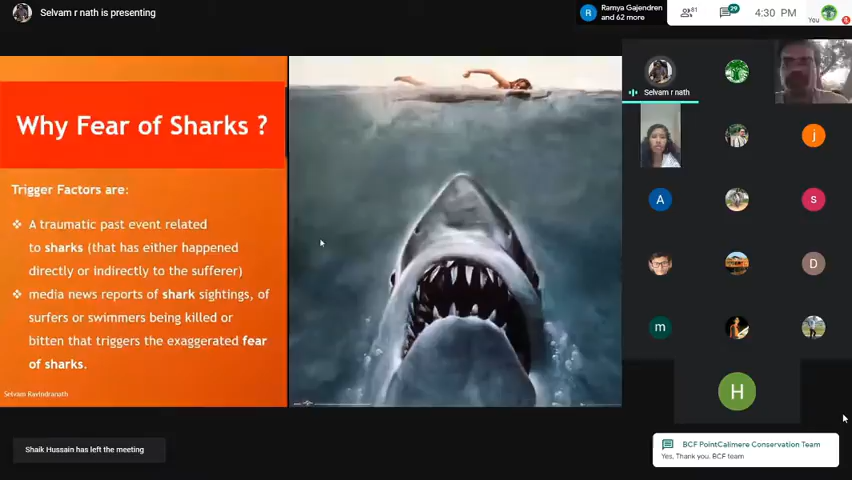 Selvam r nath is presenting
R
Ramya Gajendren
and 62 more
81
29
4:30 PM
You
Why Fear of Sharks ?
Trigger Factors are:
❖ A traumatic past event related
to sharks (that has either happened
directly or indirectly to the sufferer)
❖ media news reports of shark sightings, of
surfers or swimmers being killed or
bitten that triggers the exaggerated fear
of sharks.
Selvam Ravindranath
Selvam r nath
j
A
s
D
m
H
Shaik Hussain has left the meeting
BCF PointCalimere Conservation Team
Yes, Thank you. BCF team